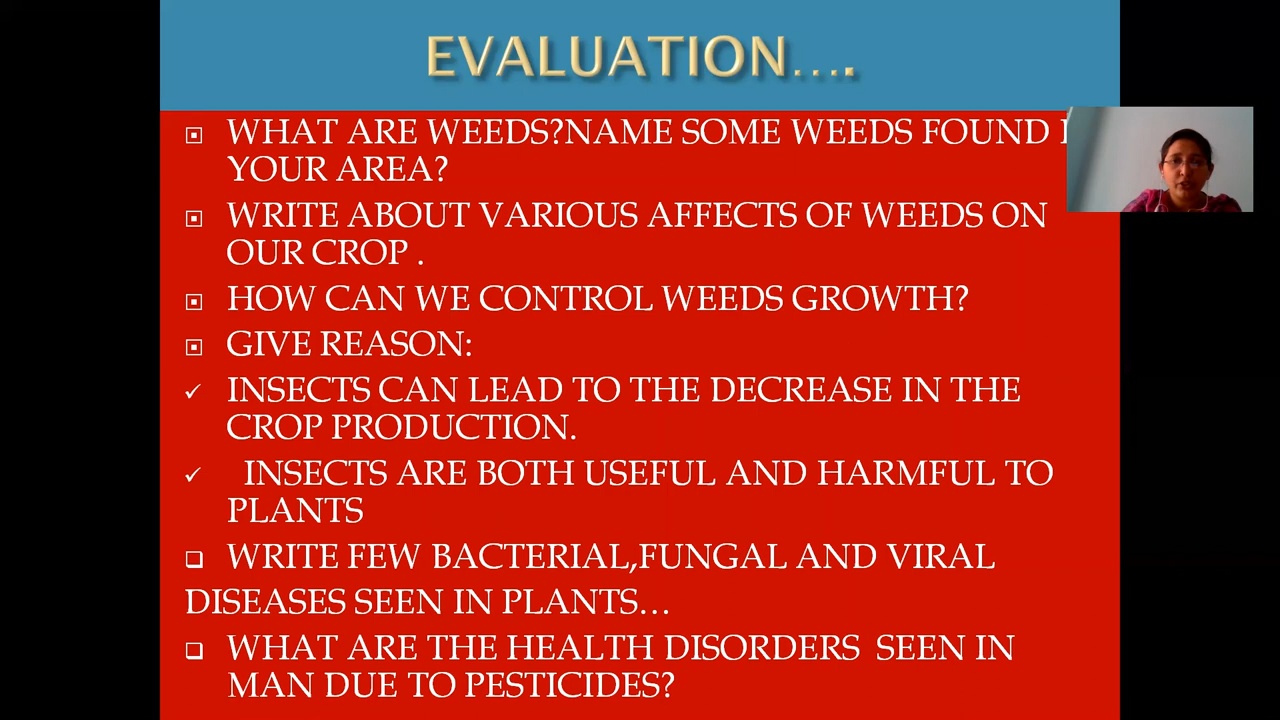 EVALUATION....
WHAT ARE WEEDS?NAME SOME WEEDS FOUND
YOUR AREA?
WRITE ABOUT VARIOUS AFFECTS OF WEEDS ON
OUR CROP .
HOW CAN WE CONTROL WEEDS GROWTH?
GIVE REASON:
INSECTS CAN LEAD TO THE DECREASE IN THE
CROP PRODUCTION.
INSECTS ARE BOTH USEFUL AND HARMFUL TO
PLANTS
WRITE FEW BACTERIAL,FUNGAL AND VIRAL
DISEASES SEEN IN PLANTS...
WHAT ARE THE HEALTH DISORDERS SEEN IN
MAN DUE TO PESTICIDES?